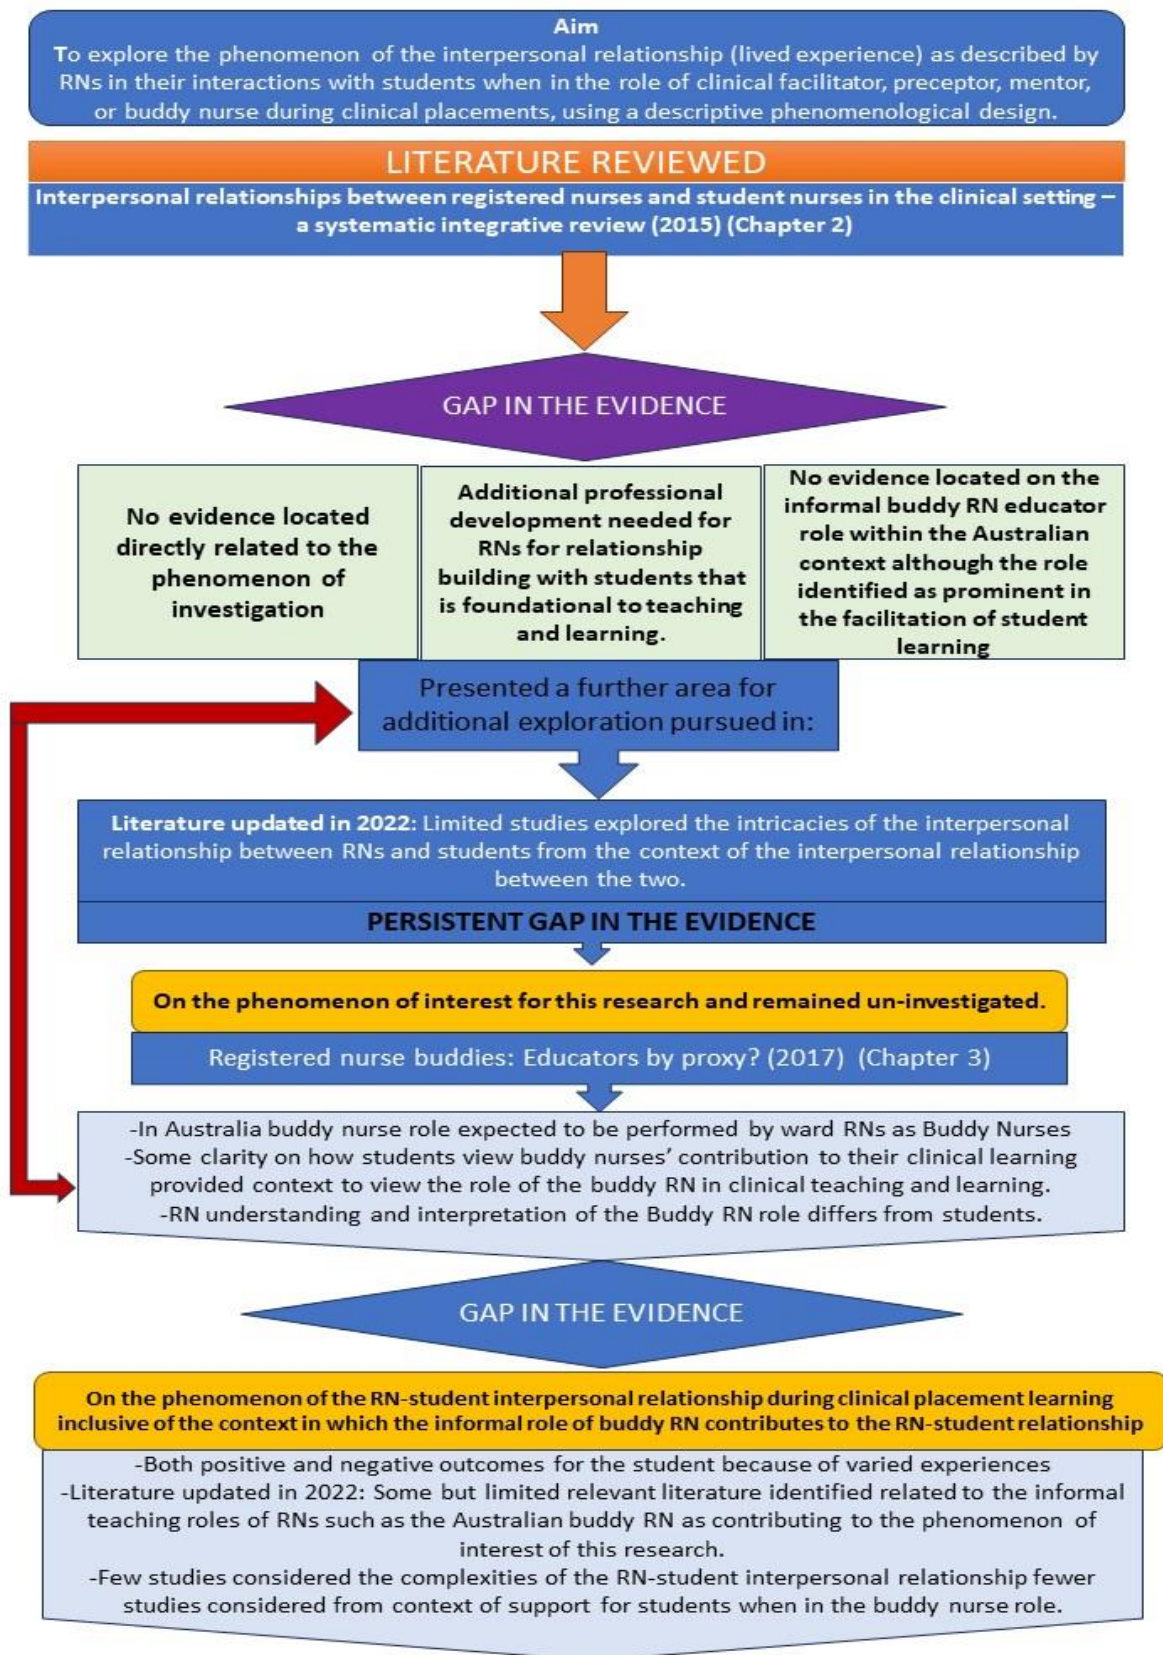 Aim
To explore the phenomenon of the interpersonal relationship (lived experience) as described by
RNs in their interactions with students when in the role of clinical facilitator, preceptor, mentor,
or buddy nurse during clinical placements, using a descriptive phenomenological design.
LITERATURE REVIEWED
Interpersonal relationships between registered nurses and student nurses in the clinical setting –
a systematic integrative review (2015) (Chapter 2)
GAP IN THE EVIDENCE
No evidence located
directly related to the
phenomenon of
investigation
Additional professional
development needed for
RNs for relationship
building with students that
is foundational to teaching
and learning.
No evidence located on the
informal buddy RN educator
role within the Australian
context although the role
identified as prominent in
the facilitation of student
learning
Presented a further area for
additional exploration pursued in:
Literature updated in 2022: Limited studies explored the intricacies of the interpersonal
relationship between RNs and students from the context of the interpersonal relationship
between the two.
PERSISTENT GAP IN THE EVIDENCE
On the phenomenon of interest for this research and remained un-investigated.
Registered nurse buddies: Educators by proxy? (2017) (Chapter 3)
-In Australia buddy nurse role expected to be performed by ward RNs as Buddy Nurses
-Some clarity on how students view buddy nurses’ contribution to their clinical learning
provided context to view the role of the buddy RN in clinical teaching and learning.
-RN understanding and interpretation of the Buddy RN role differs from students.
GAP IN THE EVIDENCE
On the phenomenon of the RN-student interpersonal relationship during clinical placement learning
inclusive of the context in which the informal role of buddy RN contributes to the RN-student relationship
-Both positive and negative outcomes for the student because of varied experiences
-Literature updated in 2022: Some but limited relevant literature identified related to the informal
teaching roles of RNs such as the Australian buddy RN as contributing to the phenomenon of
interest of this research.
-Few studies considered the complexities of the RN-student interpersonal relationship fewer
studies considered from context of support for students when in the buddy nurse role.